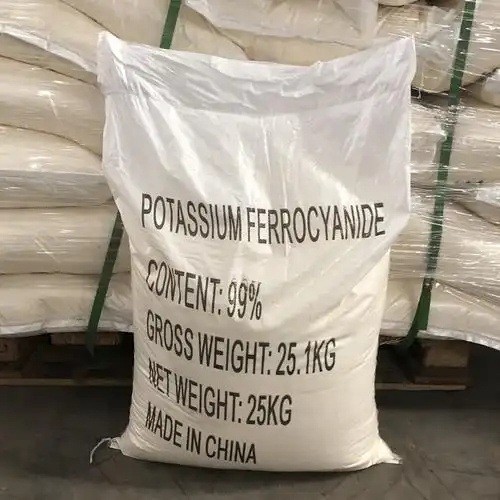 POTASSIUM FERROCYANIDE
CONTENT: 99%
GROSS WEIGHT: 25.1KG
NET WEIGHT: 25KG
MADE IN CHINA